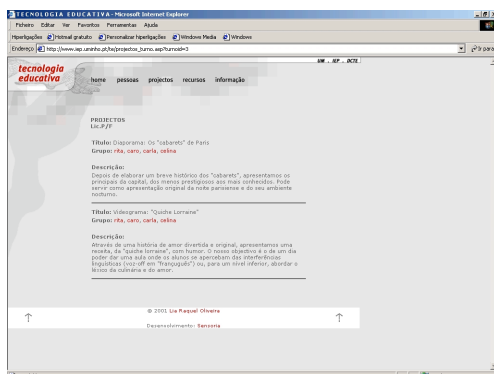 TECNOLOGIA EDUCATIVA - Microsoft Internet Explorer
Ficheiro Editar Ver Favoritos Ferramentas Ajuda
Hiperligações Hotmail gratuito Personalizar hiperligações Windows Media Windows
Endereço http://www.iep.uminho.pt/te/projectos_turno.asp?turnoid=3 Ir para
UM . IEP . DCTE
tecnologia
educativa
home pessoas projectos recursos informação
PROJECTOS
Lic.P/F
Título: Diaporama: Os "cabarets" de Paris
Grupo: rita, caro, carla, celina
Descrição:
Depois de elaborar um breve histórico dos "cabarets", apresentamos os
principais da capital, dos menos prestigiosos aos mais conhecidos. Pode
servir como apresentação original da noite parisiense e do seu ambiente
nocturno.
Título: Videograma: "Quiche Lorraine"
Grupo: rita, caro, carla, celina
Descrição:
Através de uma história de amor divertida e original, apresentamos uma
receita, da "quiche lorraine", com humor. O nosso objectivo é o de um dia
poder dar uma aula onde os alunos se apercebam das interferências
linguísticas (voz-off em "françuguês") ou, para um nível inferior, abordar o
léxico da culinária e do amor.
© 2001 Lia Raquel Oliveira
Desenvolvimento: Sensoria